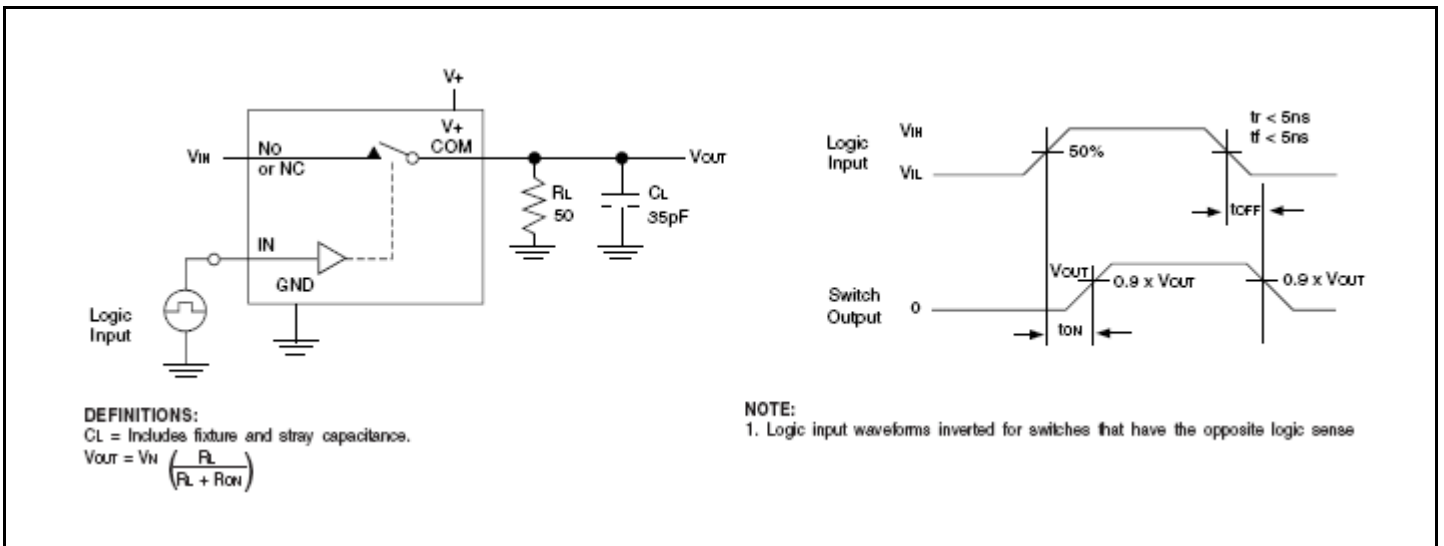 V+
V+
VIN
NO
or NC
COM
VOUT
RL
50
CL
35pF
IN
GND
Logic
Input
DEFINITIONS:
CL = Includes fixture and stray capacitance.
VOUT = VN (RL / RL + RON)
Logic
Input
VIH
VIL
50%
tr < 5ns
tf < 5ns
tOFF
Switch
Output
VOUT
0
0.9 x VOUT
0.9 x VOUT
tON
NOTE:
1. Logic input waveforms inverted for switches that have the opposite logic sense